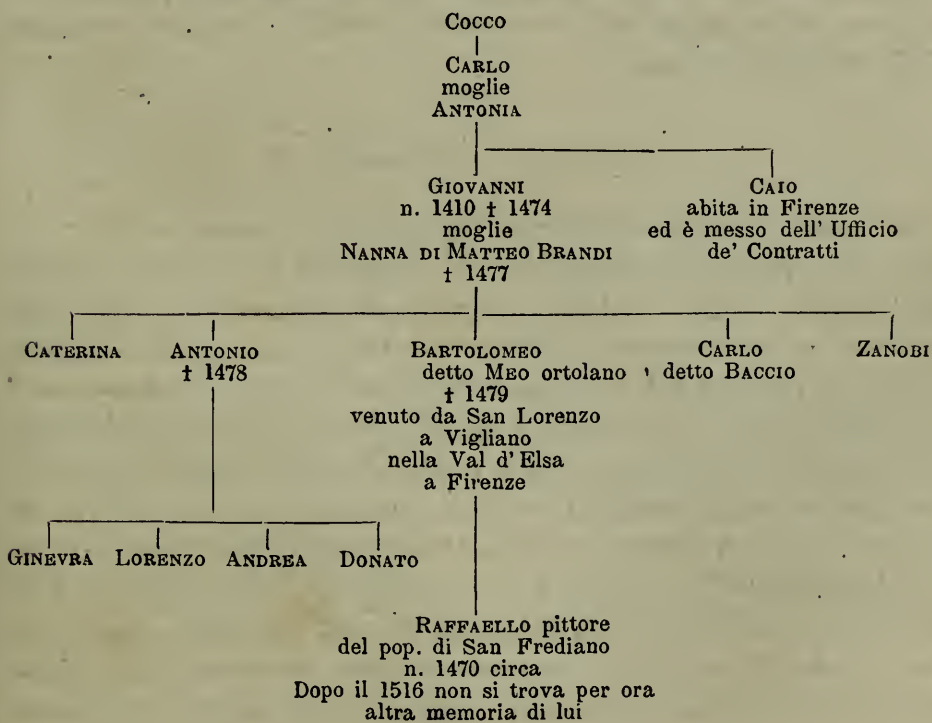 COCCO
CARLO
moglie
ANTONIA
GIOVANNI
n. 1410 † 1474
moglie
NANNA DI MATTEO BRANDI
† 1477
CAIO
abita in Firenze
ed è messo dell' Ufficio
de' Contratti
CATERINA
ANTONIO
† 1478
BARTOLOMEO
detto MEO ortolano
† 1479
venuto da San Lorenzo
a Vigliano
nella Val d' Elsa
a Firenze
CARLO
detto BACCIO
ZANOBI
GINEVRA LORENZO ANDREA DONATO
RAFFAELLO pittore
del pop. di San Frediano
n. 1470 circa
Dopo il 1516 non si trova per ora
altra memoria di lui